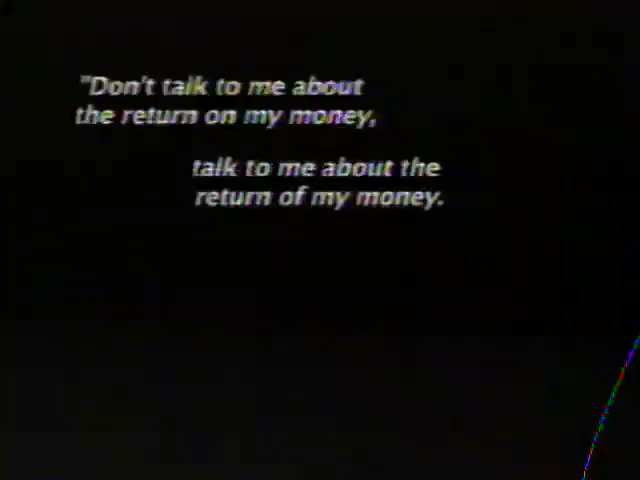 "Don't talk to me about
the return on my money,
talk to me about the
return of my money.